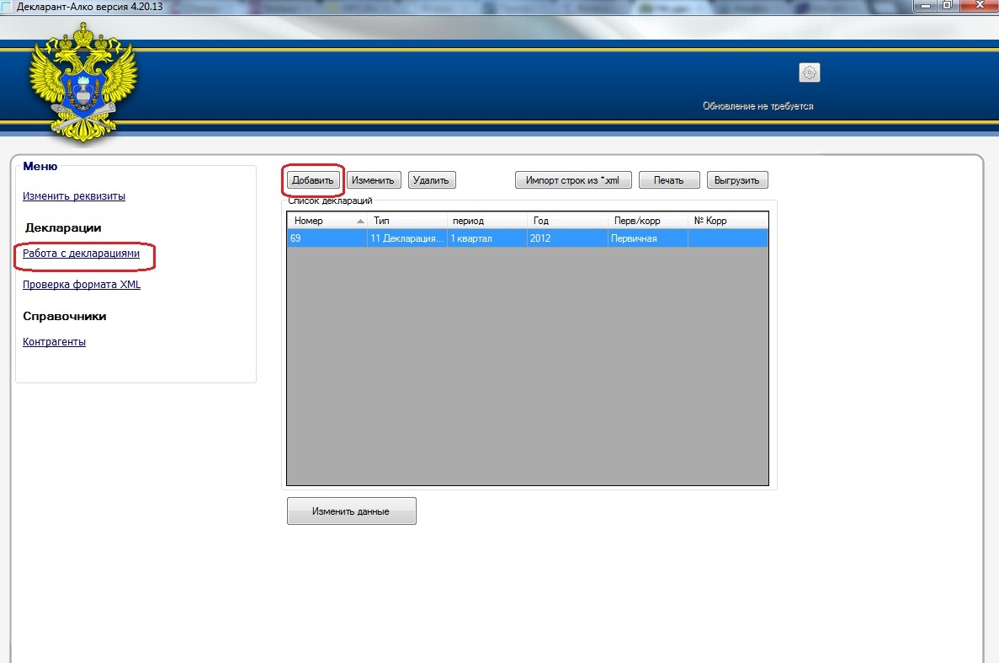 Декларант-Алко версия 4.20.13
Обновление не требуется
Меню
Изменить реквизиты
Декларации
Работа с декларациями
Проверка формата XML
Справочники
Контрагенты
Добавить Изменить Удалить Импорт строк из *.xml Печать Выгрузить
Список деклараций
Номер Тип период Год Перв/корр № Корр
69 11 Декларация... 1 квартал 2012 Первичная
Изменить данные